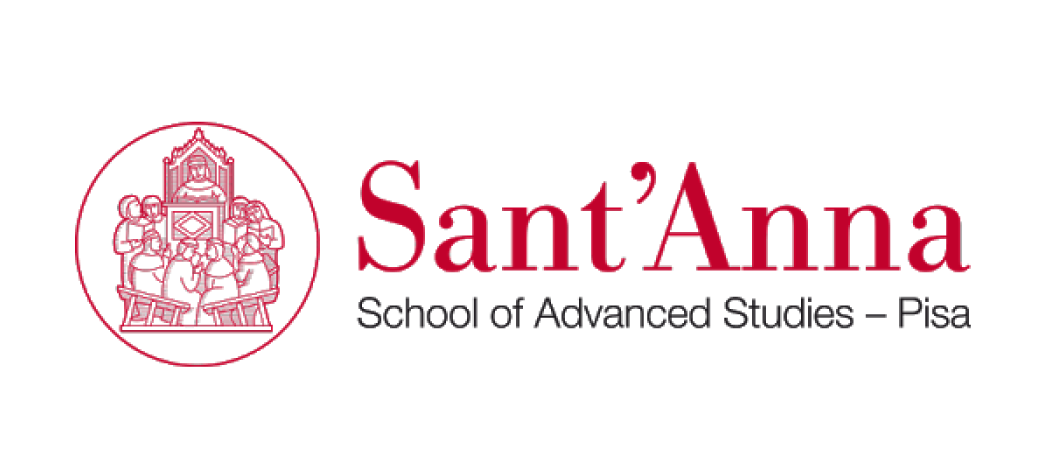 Sant’Anna
School of Advanced Studies – Pisa